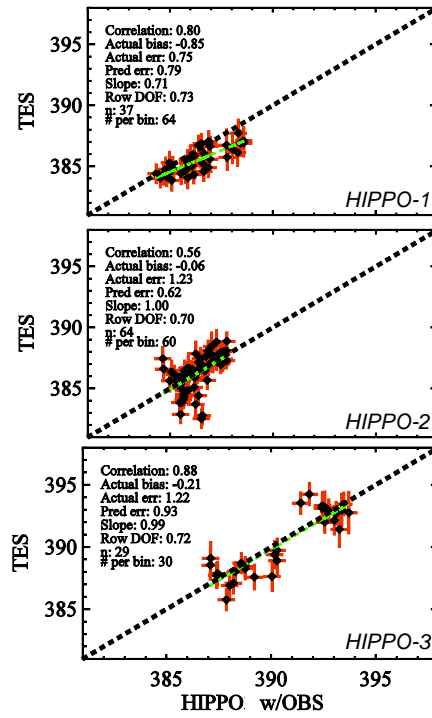 395
390
385
TES
Correlation: 0.80
Actual bias: -0.85
Actual err: 0.75
Pred err: 0.79
Slope: 0.71
Row DOF: 0.73
n: 37
# per bin: 64
HIPPO-1
395
390
385
TES
Correlation: 0.56
Actual bias: -0.06
Actual err: 1.23
Pred err: 0.62
Slope: 1.00
Row DOF: 0.70
n: 64
# per bin: 60
HIPPO-2
395
390
385
TES
Correlation: 0.88
Actual bias: -0.21
Actual err: 1.22
Pred err: 0.93
Slope: 0.99
Row DOF: 0.72
n: 29
# per bin: 30
HIPPO-3
385 390 395
HIPPO w/OBS